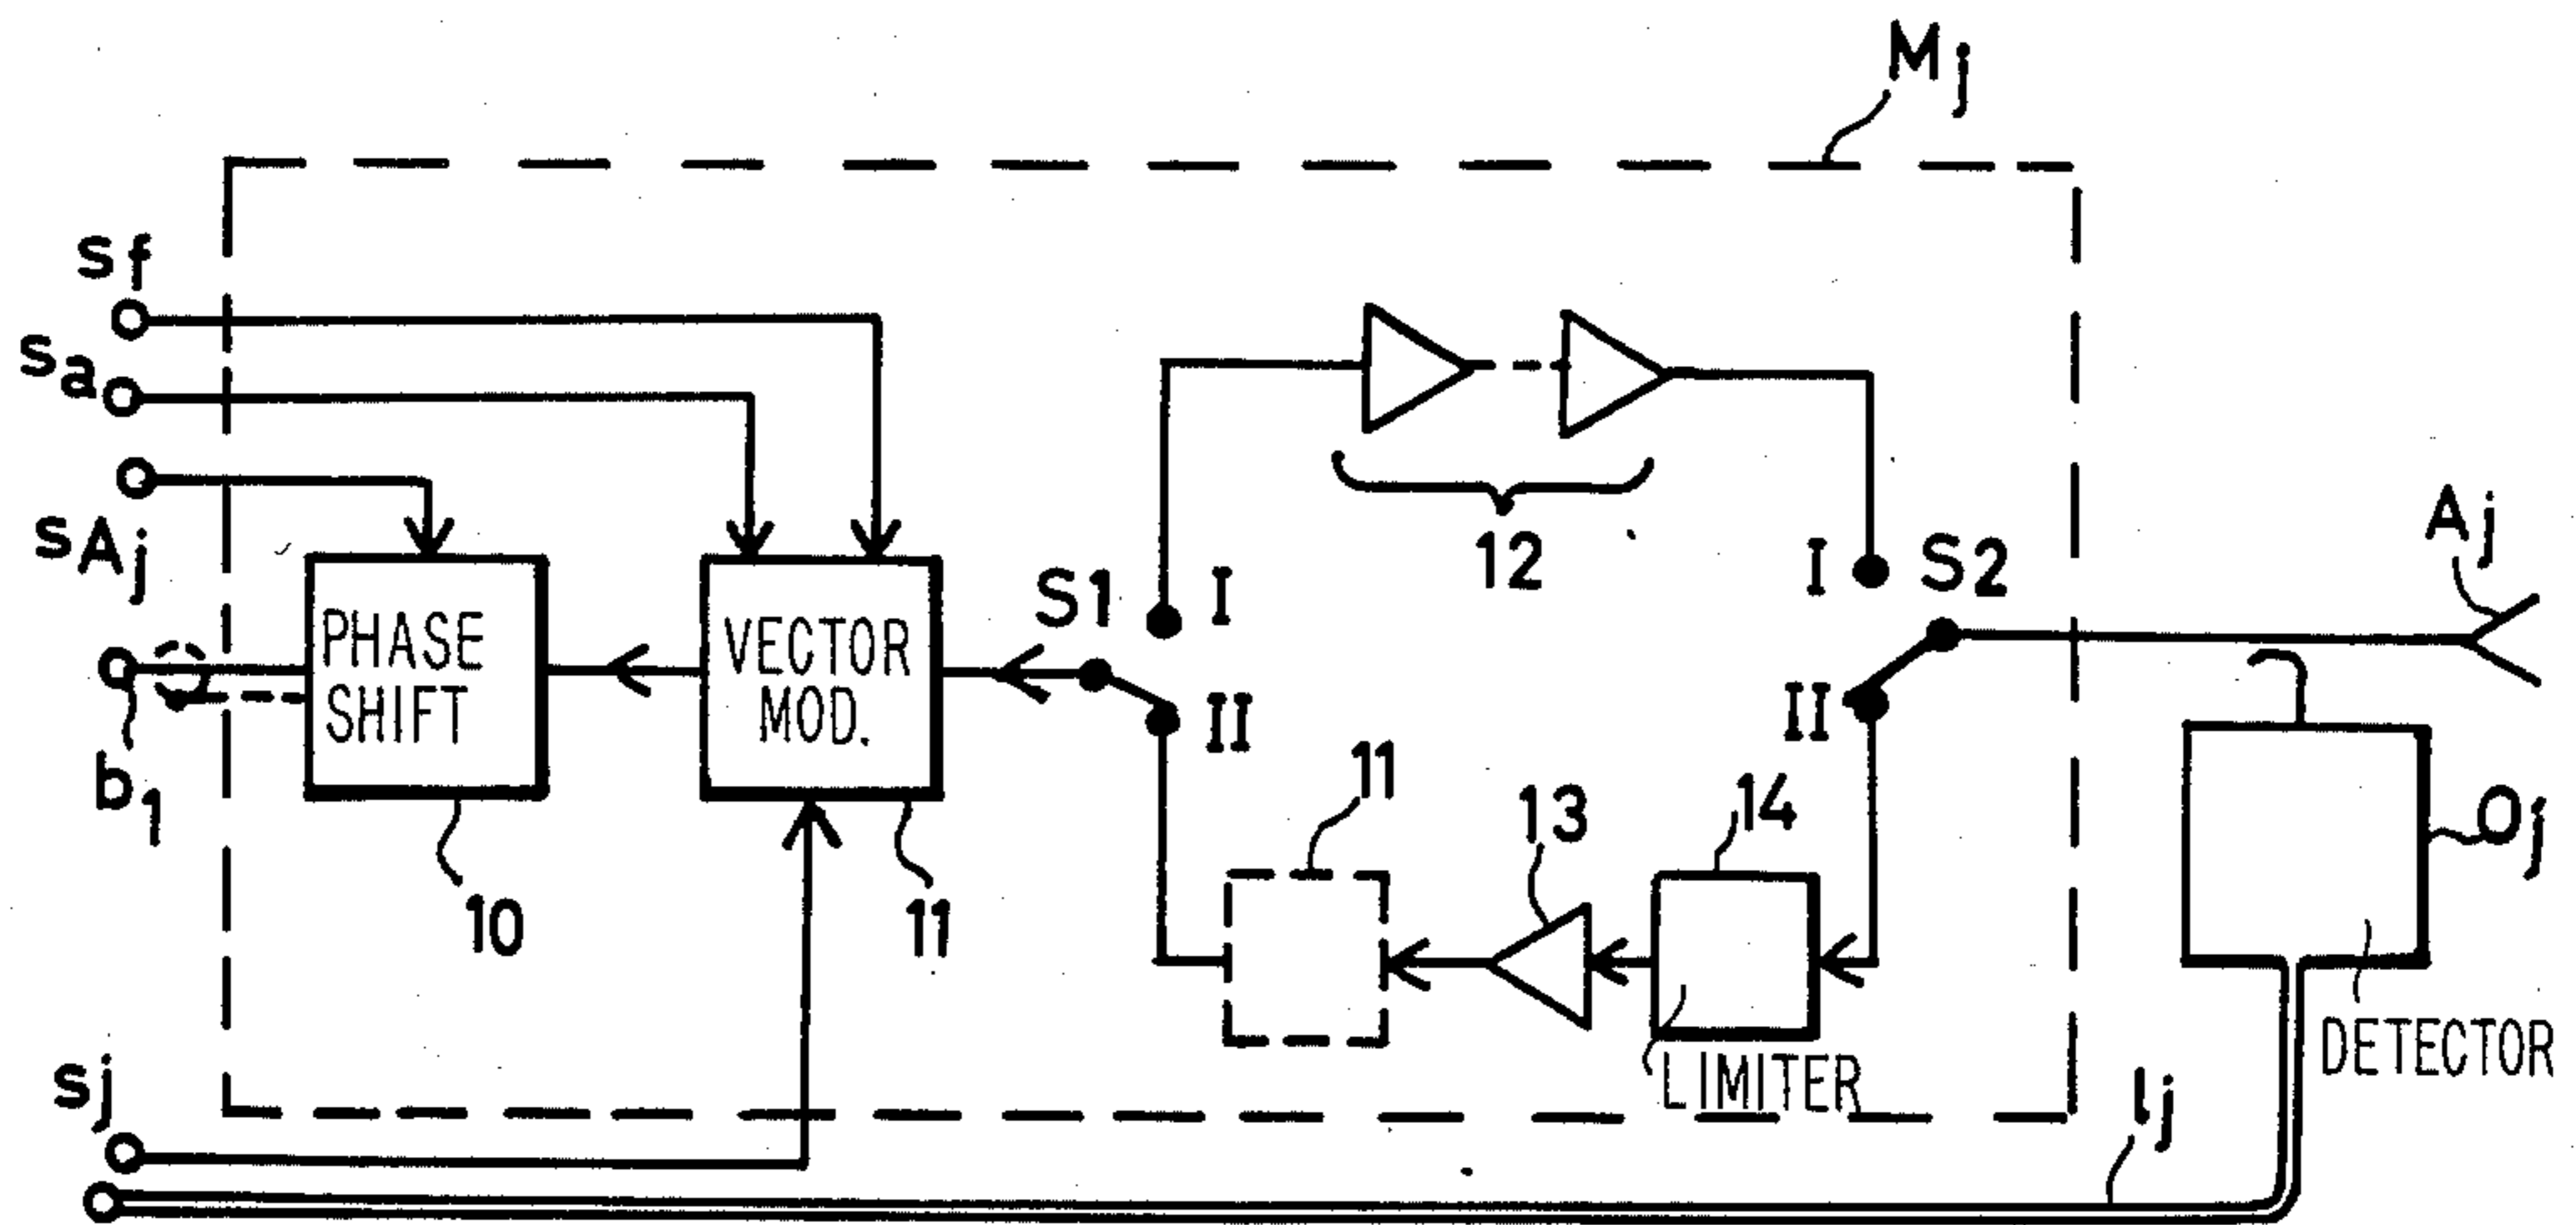 Mj
sf
sa
sAj
b1
PHASE
SHIFT
10
VECTOR
MOD.
11
S1
I
II
12
I
S2
II
Aj
11
13
14
LIMITER
Oj
DETECTOR
sj
lj